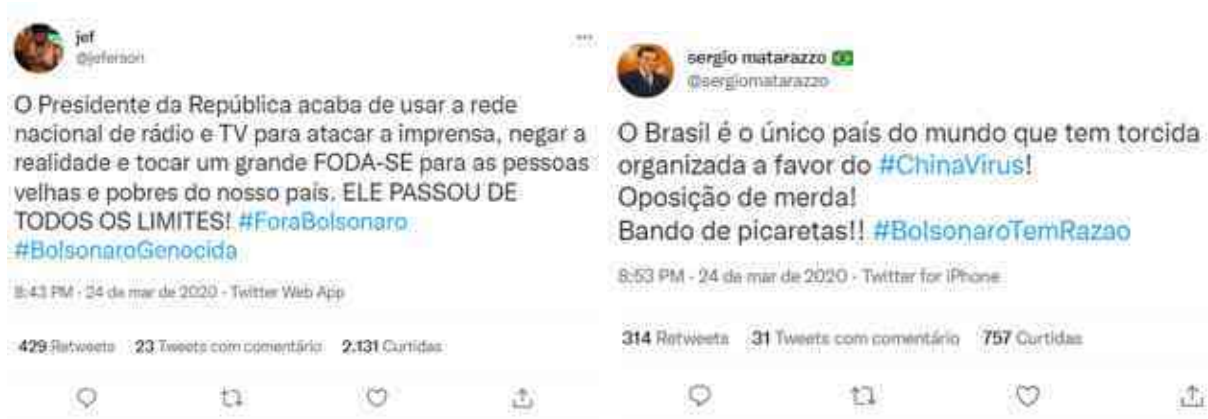 jef
@jeferson
O Presidente da República acaba de usar a rede
nacional de rádio e TV para atacar a imprensa, negar a
realidade e tocar um grande FODA-SE para as pessoas
velhas e pobres do nosso país. ELE PASSOU DE
TODOS OS LIMITES! #ForaBolsonaro
#BolsonaroGenocida
8:43 PM - 24 de mar de 2020 - Twitter Web App
429 Retweets 23 Tweets com comentário 2.131 Curtidas
sergio matarazzo
@sergiomatarazzo
O Brasil é o único país do mundo que tem torcida
organizada a favor do #ChinaVirus!
Oposição de merda!
Bando de picaretas!! #BolsonaroTemRazao
8:53 PM - 24 de mar de 2020 - Twitter for iPhone
314 Retweets 31 Tweets com comentário 757 Curtidas